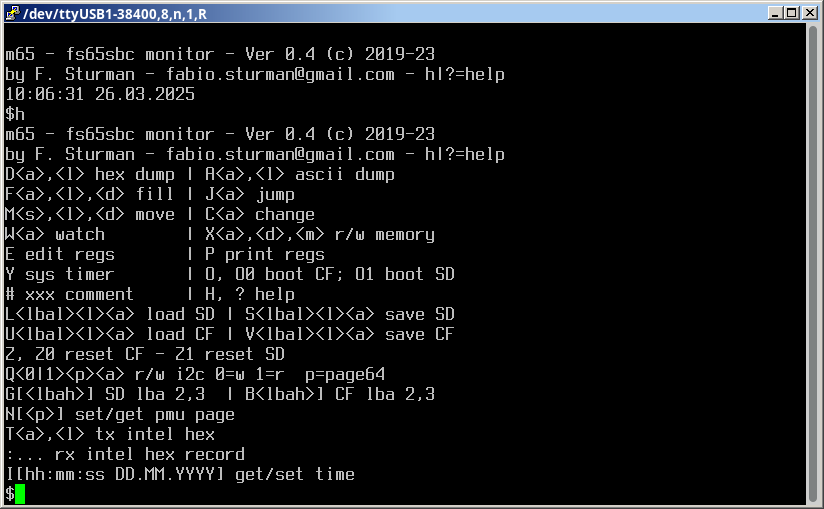 /dev/ttyUSB1-38400,8,n,1,R
m65 - fs65sbc monitor - Ver 0.4 (c) 2019-23
by F. Sturman - fabio.sturman@gmail.com - h|?=help
10:06:31 26.03.2025
$h
m65 - fs65sbc monitor - Ver 0.4 (c) 2019-23
by F. Sturman - fabio.sturman@gmail.com - h|?=help
D<a>,<l> hex dump | A<a>,<l> ascii dump
F<a>,<l>,<d> fill | J<a> jump
M<s>,<l>,<d> move | C<a> change
W<a> watch        | X<a>,<d>,<m> r/w memory
E edit regs       | P print regs
Y sys timer       | O, O0 boot CF; O1 boot SD
# xxx comment     | H, ? help
L<lbal><l><a> load SD | S<lbal><l><a> save SD
U<lbal><l><a> load CF | V<lbal><l><a> save CF
Z, Z0 reset CF - Z1 reset SD
Q<0|1><p><a> r/w i2c 0=w 1=r  p=page64
G[<lbah>] SD lba 2,3  | B<lbah>] CF lba 2,3
N[<p>] set/get pmu page
T<a>,<l> tx intel hex
:... rx intel hex record
I[hh:mm:ss DD.MM.YYYY] get/set time
$